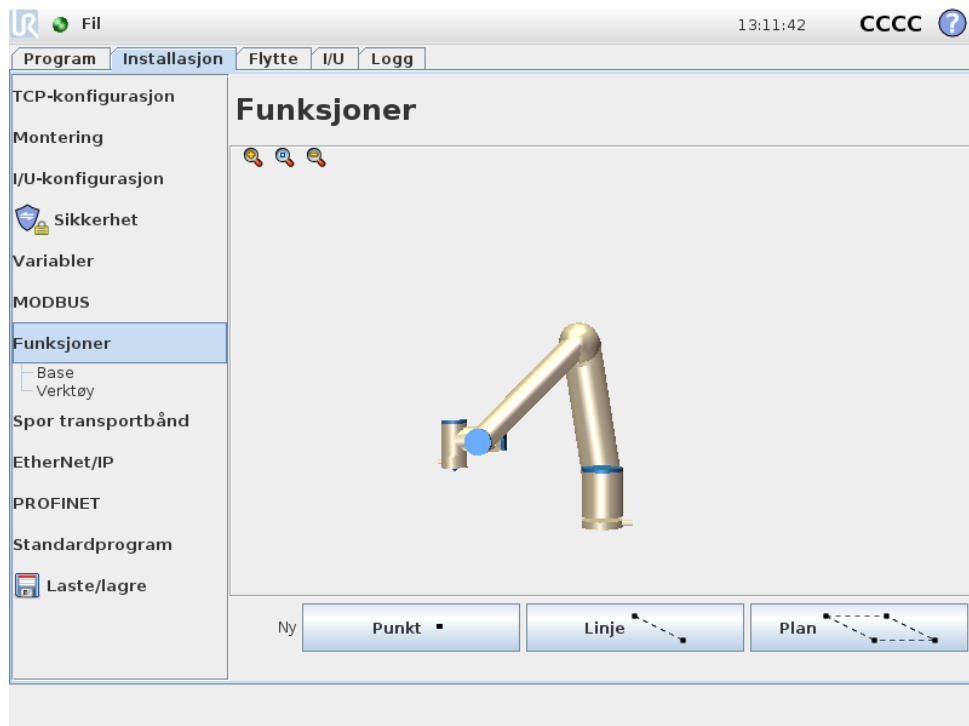 UR Fil 13:11:42 CCCC ?
Program Installasjon Flytte I/U Logg
TCP-konfigurasjon
Montering
I/U-konfigurasjon
Sikkerhet
Variabler
MODBUS
Funksjoner
Base
Verktøy
Spor transportbånd
EtherNet/IP
PROFINET
Standardprogram
Laste/lagre
Funksjoner
Ny Punkt Linje Plan